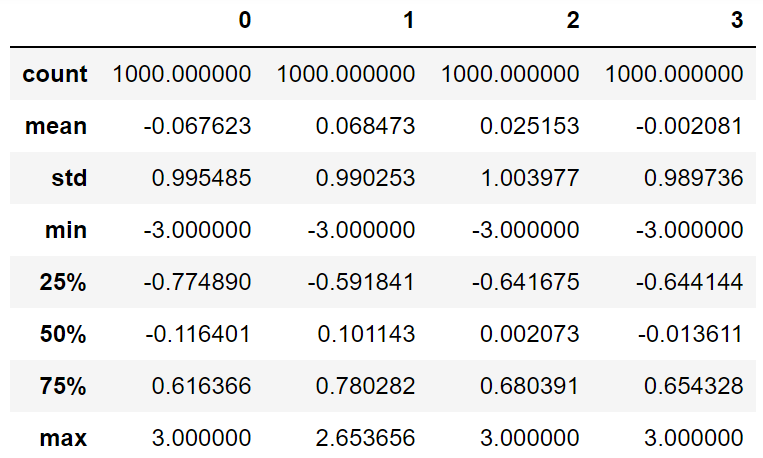 0 1 2 3
count 1000.000000 1000.000000 1000.000000 1000.000000
mean -0.067623 0.068473 0.025153 -0.002081
std 0.995485 0.990253 1.003977 0.989736
min -3.000000 -3.000000 -3.000000 -3.000000
25% -0.774890 -0.591841 -0.641675 -0.644144
50% -0.116401 0.101143 0.002073 -0.013611
75% 0.616366 0.780282 0.680391 0.654328
max 3.000000 2.653656 3.000000 3.000000